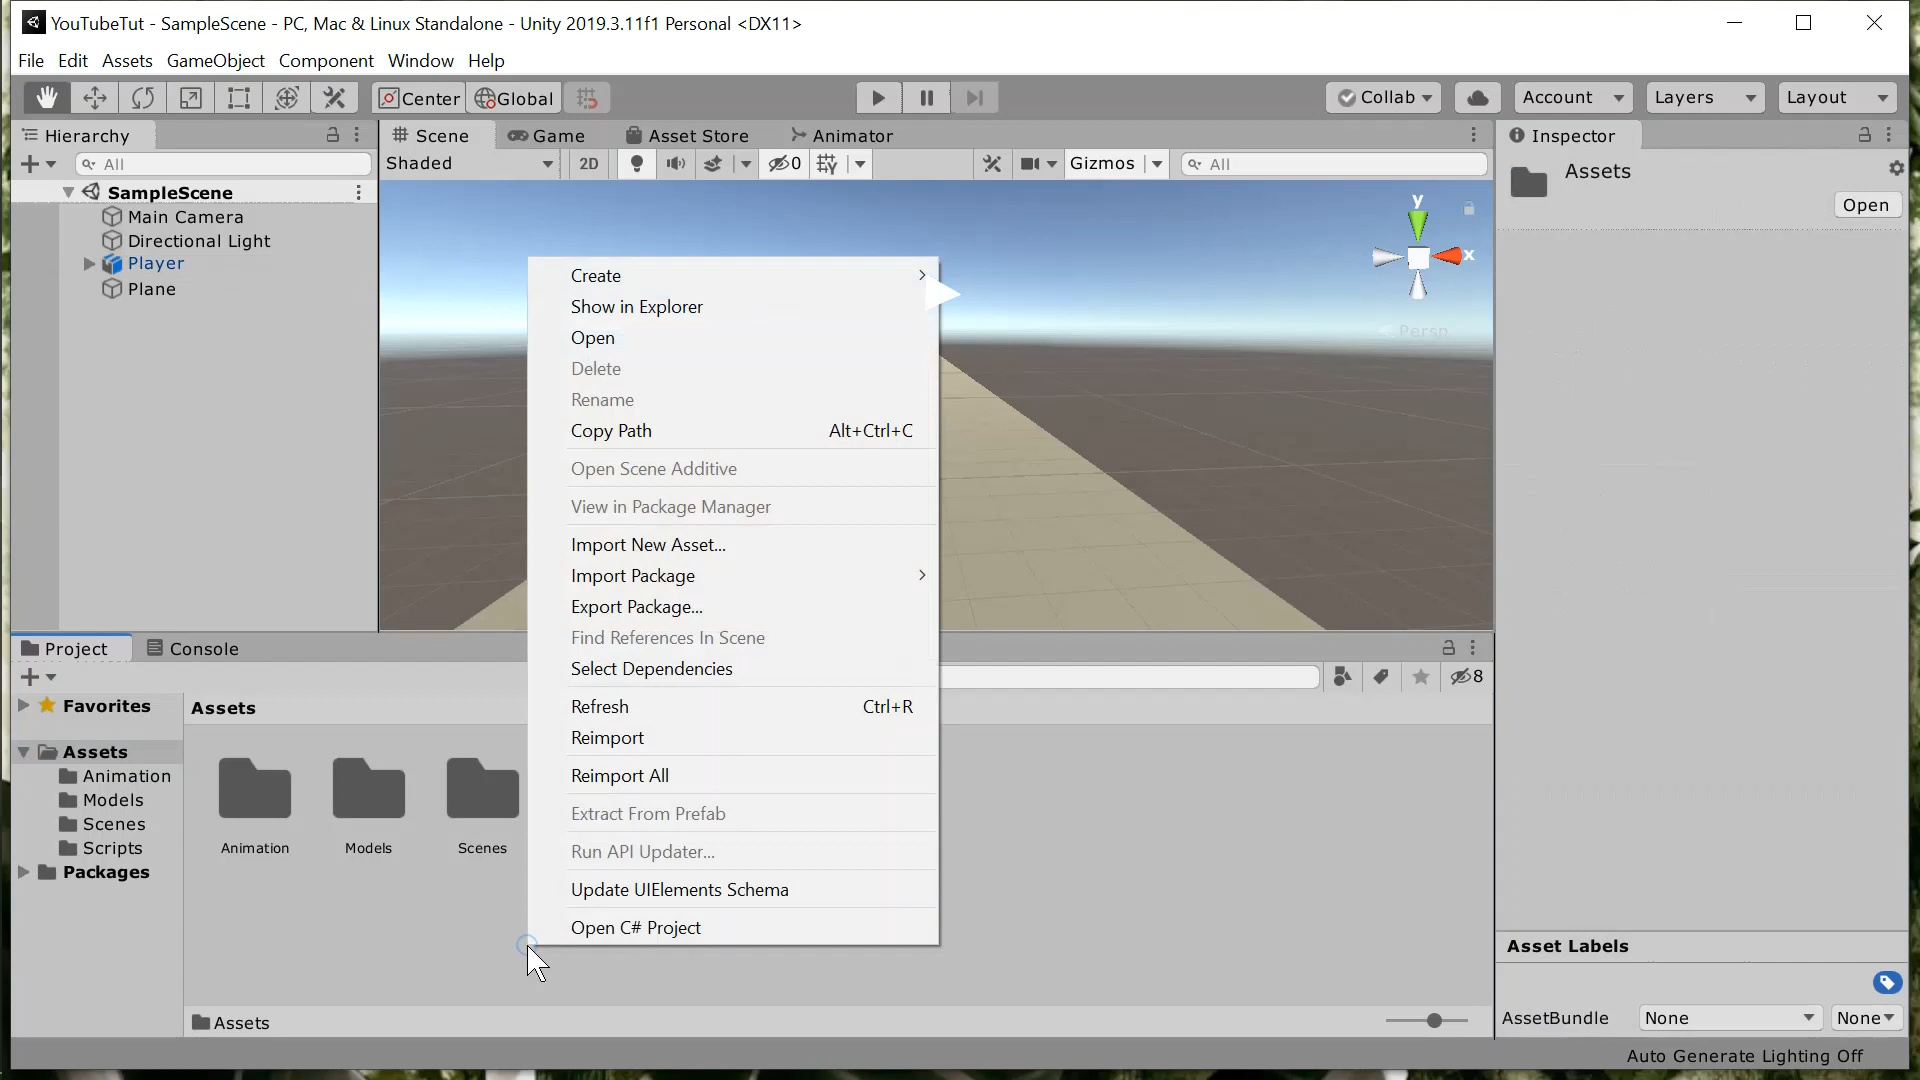 YouTubeTut - SampleScene - PC, Mac & Linux Standalone - Unity 2019.3.11f1 Personal <DX11>
File Edit Assets GameObject Component Window Help
Center Global Collab Account Layers Layout
Hierarchy
All
SampleScene
Main Camera
Directional Light
Player
Plane
Scene Game Asset Store Animator
Shaded 2D 0 Gizmos All
y
x
Persp
Create
Show in Explorer
Open
Delete
Rename
Copy Path Alt+Ctrl+C
Open Scene Additive
View in Package Manager
Import New Asset...
Import Package
Export Package...
Find References In Scene
Select Dependencies
Refresh Ctrl+R
Reimport
Reimport All
Extract From Prefab
Run API Updater...
Update UIElements Schema
Open C# Project
Inspector
Assets
Open
Project Console
8
Favorites
Assets
Animation
Models
Scenes
Scripts
Packages
Assets
Animation Models Scenes
Assets
Asset Labels
AssetBundle None None
Auto Generate Lighting Off